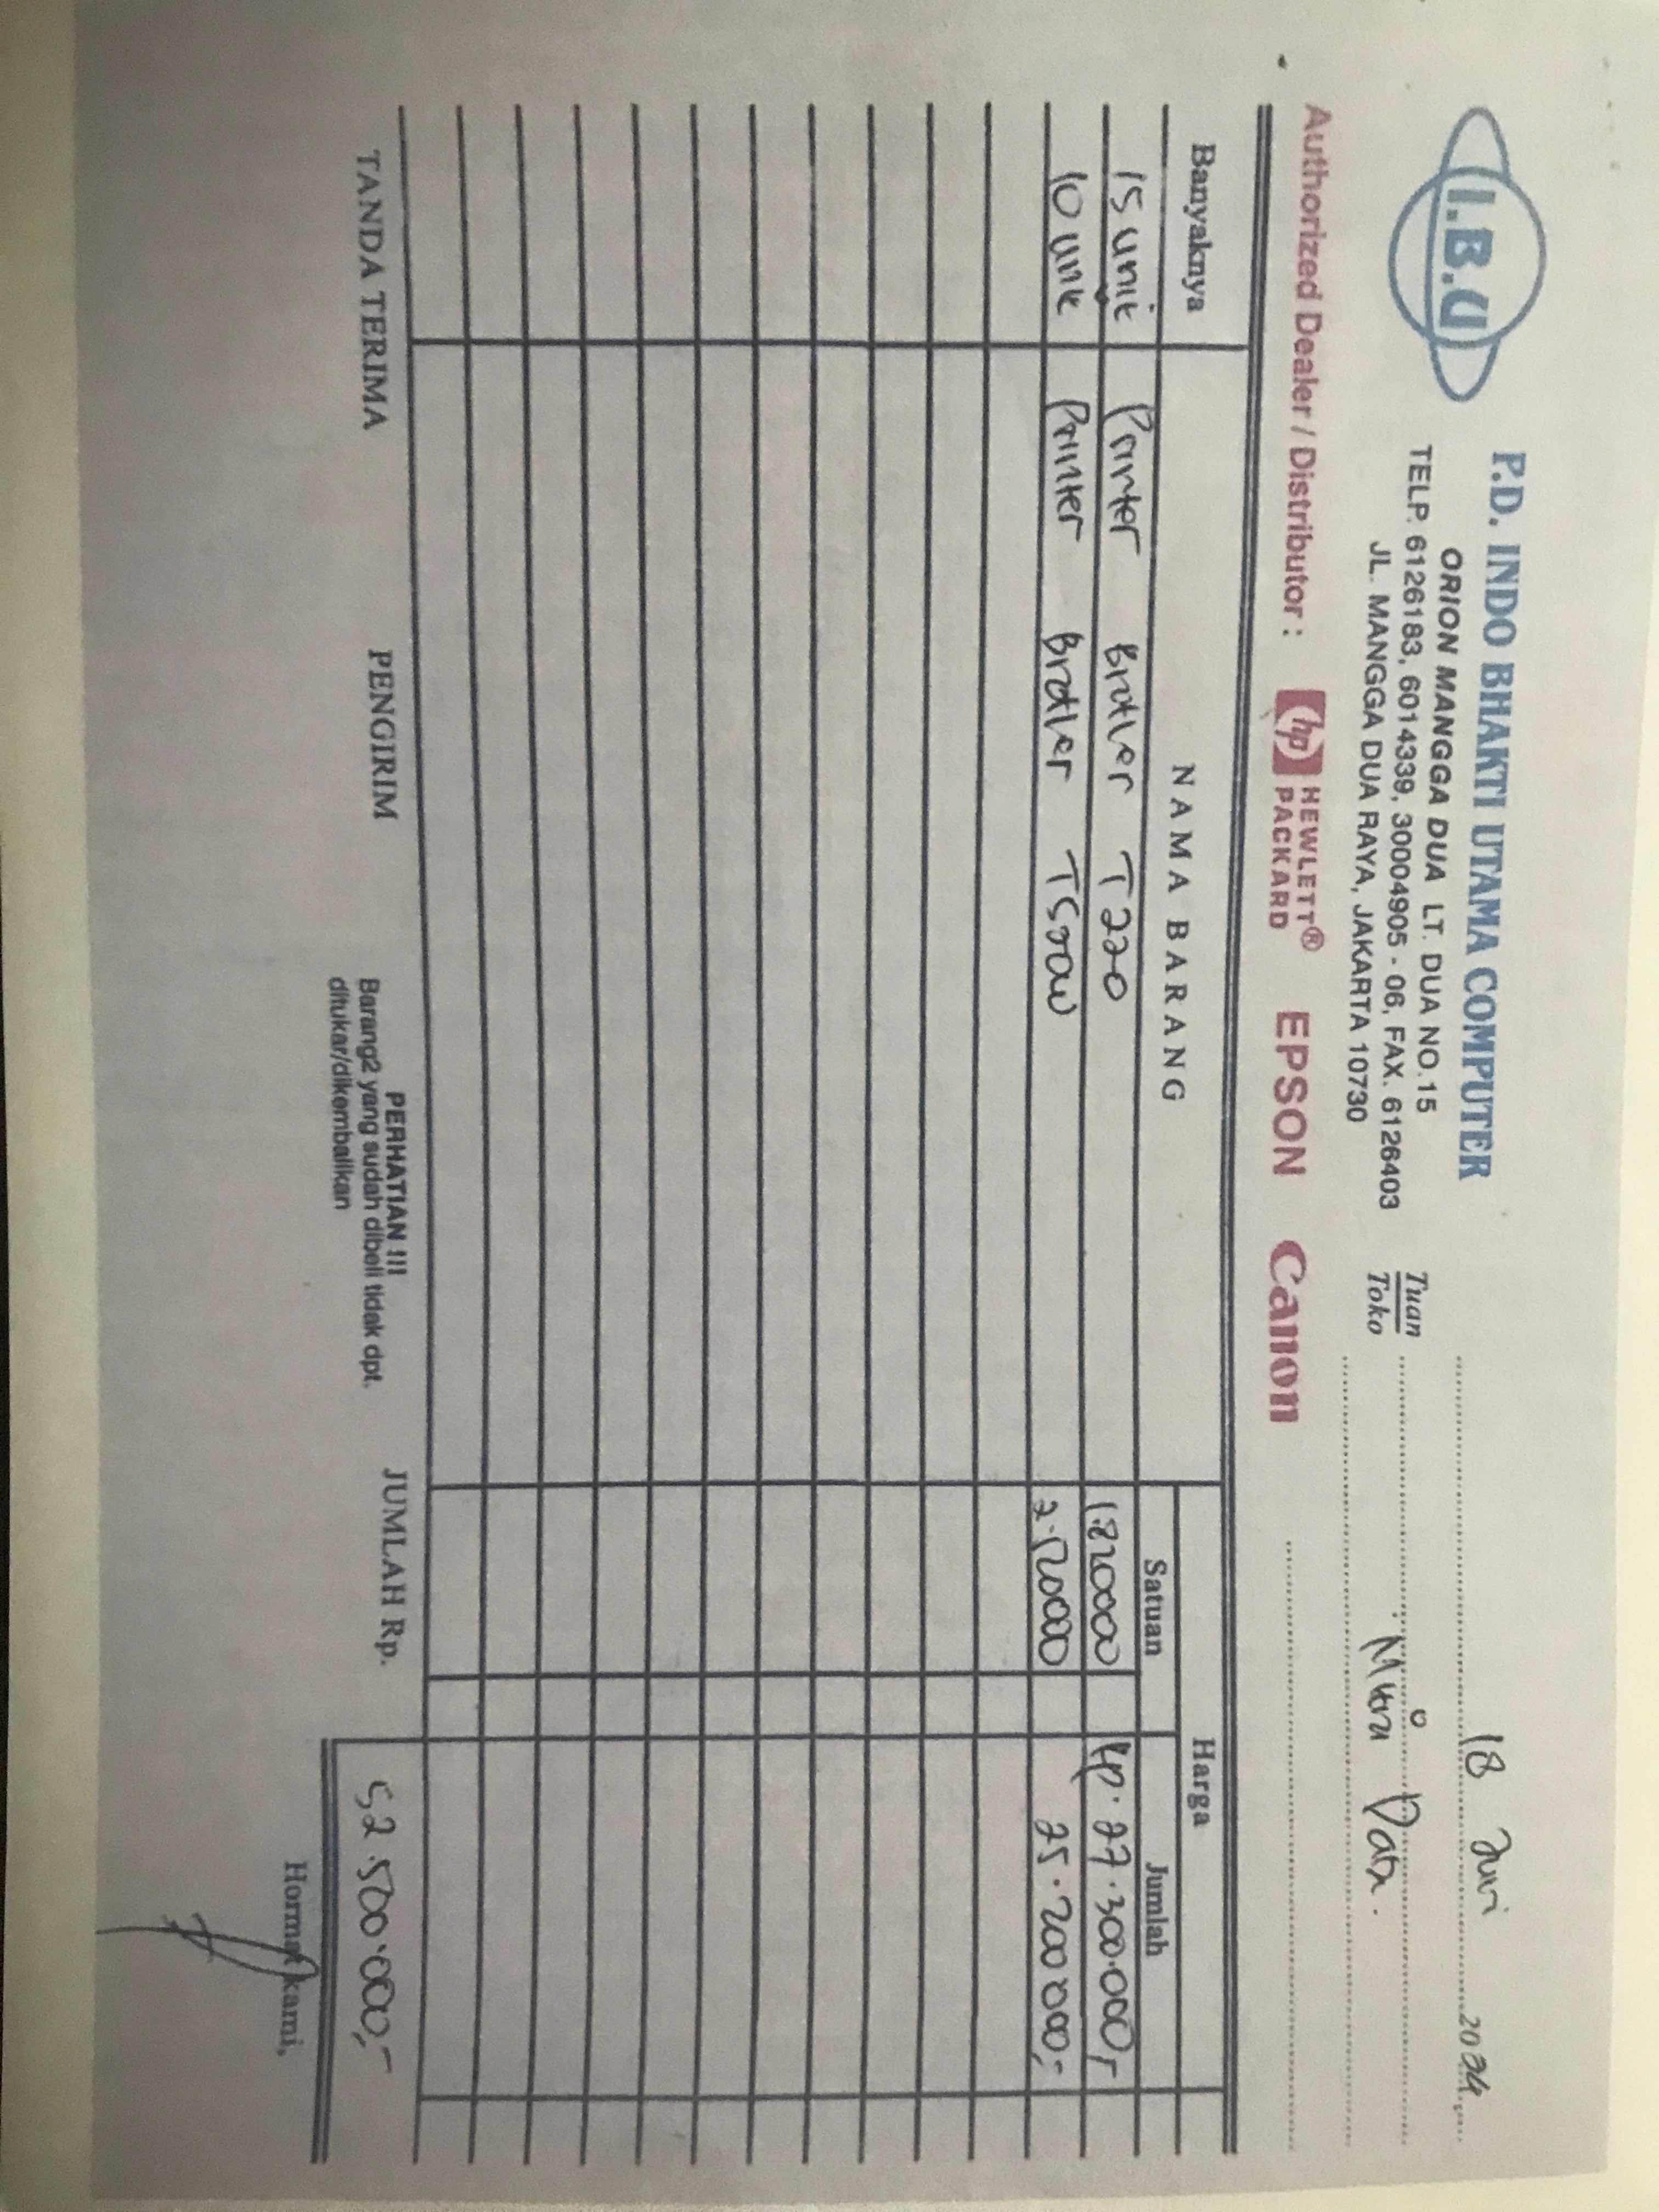 I.B.U
P.D. INDO BHAKTI UTAMA COMPUTER
ORION MANGGA DUA LT. DUA NO.15
TELP. 6126183, 6014339, 30004905 - 06, FAX. 6126403
JL. MANGGA DUA RAYA, JAKARTA 10730
18 Juni 2024
Tuan
Toko
Data.
Authorized Dealer / Distributor : hp HEWLETT® PACKARD EPSON Canon
Banyaknya NAMA BARANG Harga
Satuan Jumlah
15 unit Printer Brother T220 1.820000 Rp. 27.300.000,-
10 unit Printer Brother 2.520000 25.200000,-
TANDA TERIMA PENGIRIM JUMLAH Rp. 52.500.000,-
PERHATIAN !!!
Barang2 yang sudah dibeli tidak dpt.
ditukar/dikembalikan
Hormat kami,